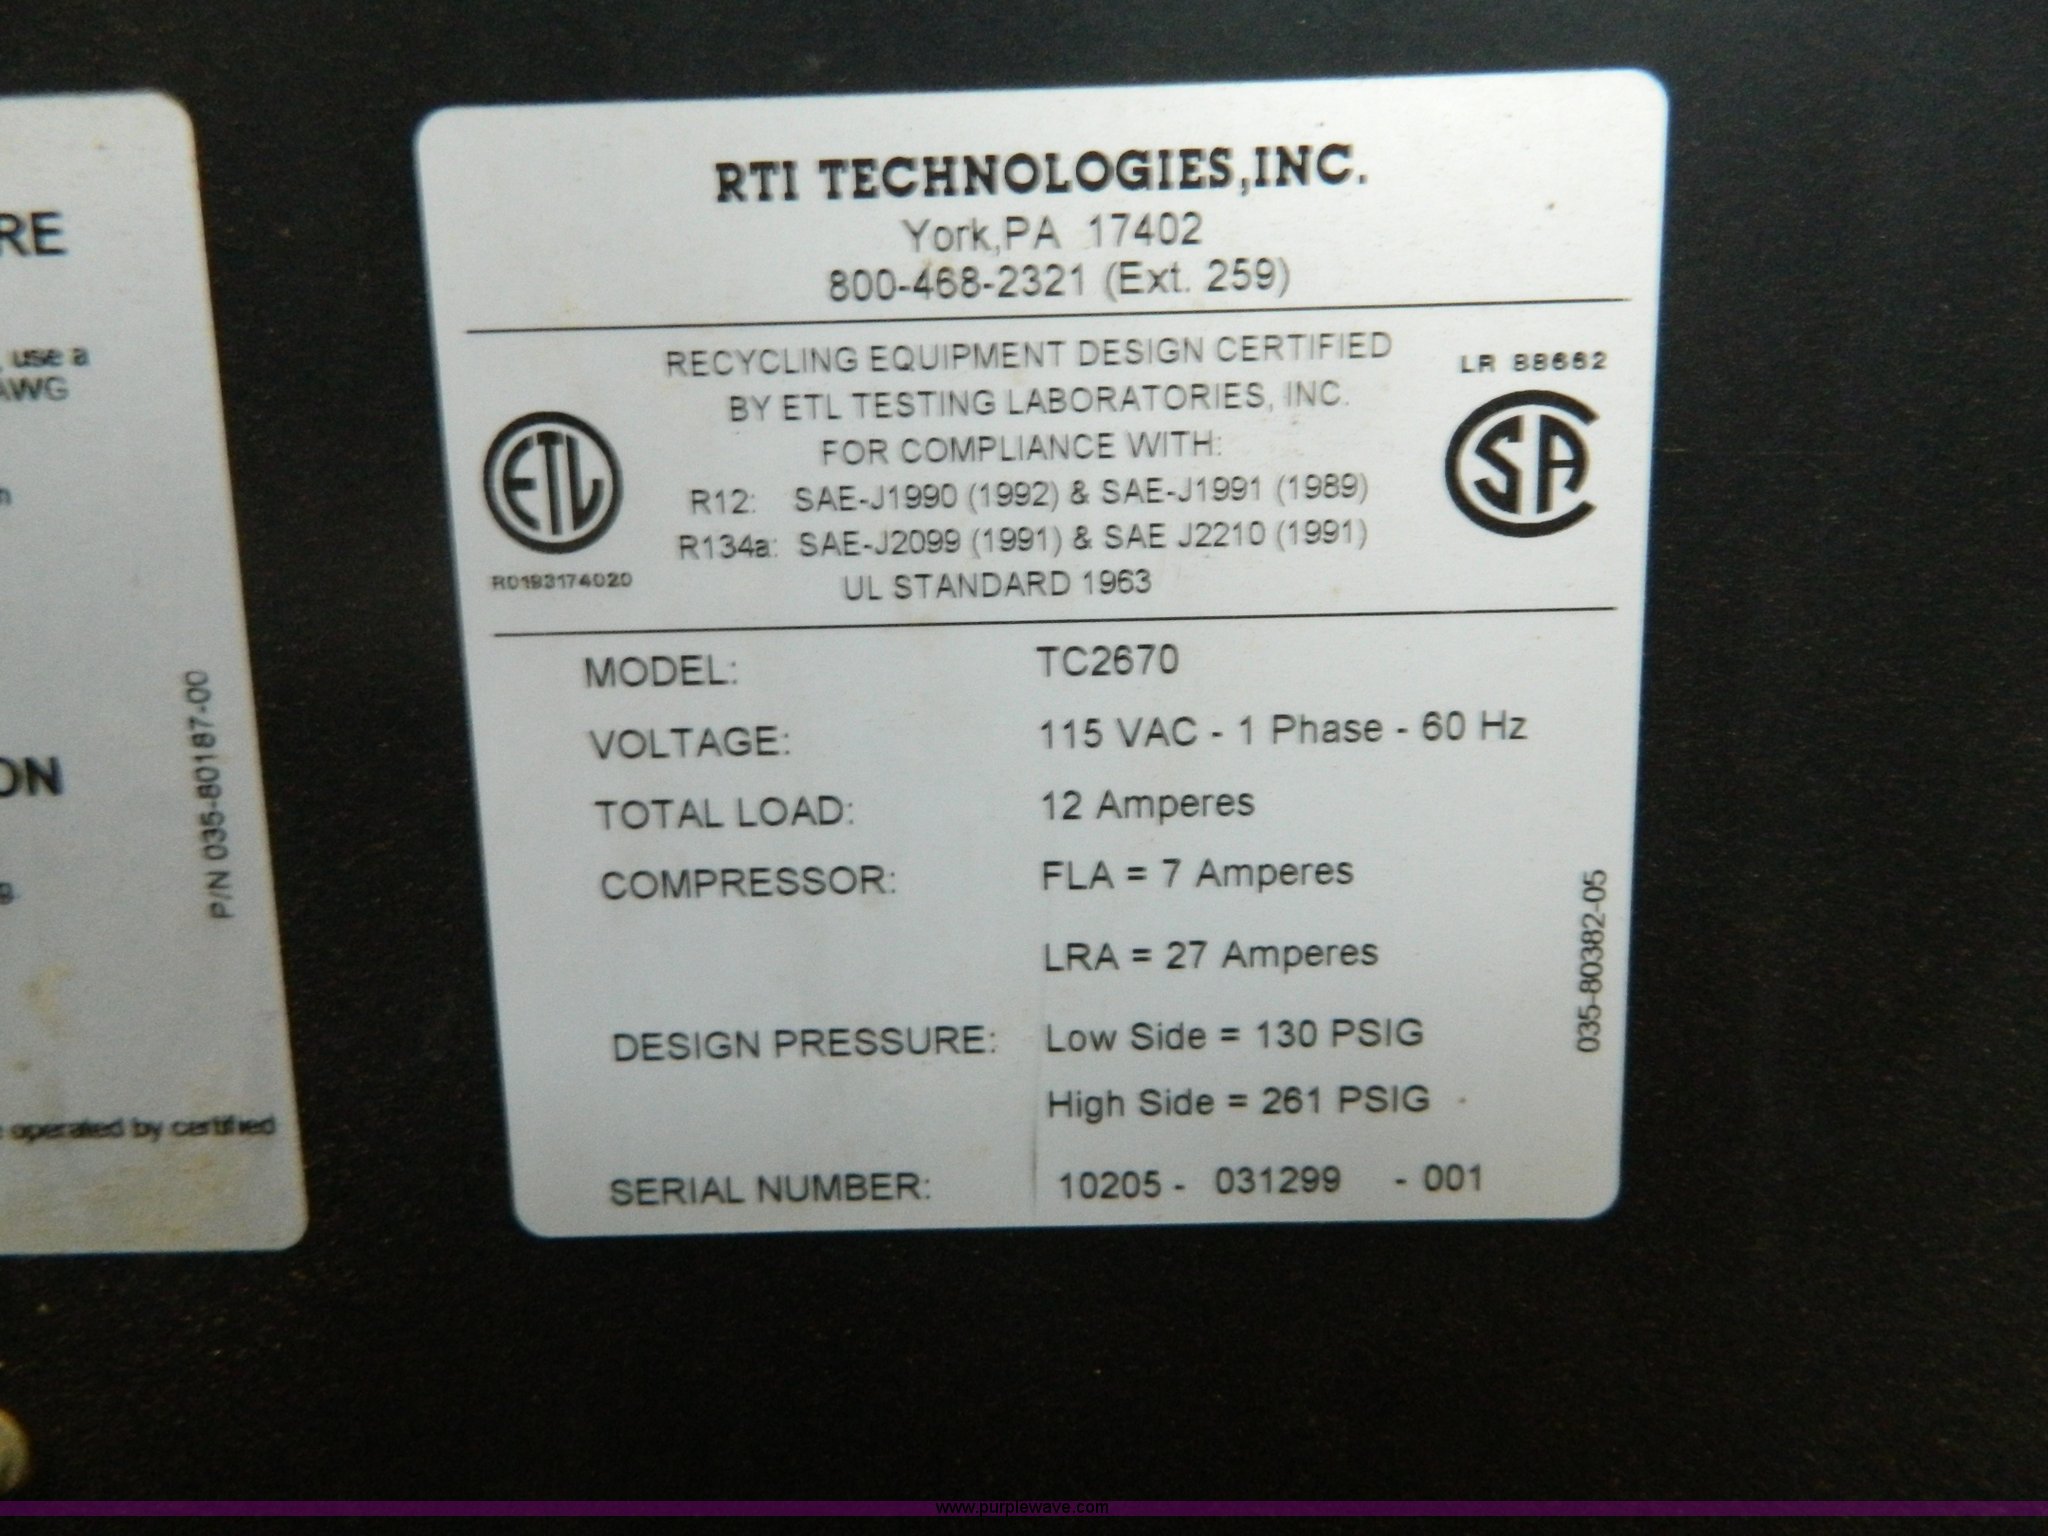 RE
, use a
AWG
ON
operated by certified
P/N 035-80187-00
RTI TECHNOLOGIES,INC.
York,PA 17402
800-468-2321 (Ext. 259)
RECYCLING EQUIPMENT DESIGN CERTIFIED
BY ETL TESTING LABORATORIES, INC.
FOR COMPLIANCE WITH:
R12: SAE-J1990 (1992) & SAE-J1991 (1989)
R134a: SAE-J2099 (1991) & SAE J2210 (1991)
UL STANDARD 1963
ETL
R0193174020
LR 88662
SA
MODEL: TC2670
VOLTAGE: 115 VAC - 1 Phase - 60 Hz
TOTAL LOAD: 12 Amperes
COMPRESSOR: FLA = 7 Amperes
LRA = 27 Amperes
DESIGN PRESSURE: Low Side = 130 PSIG
High Side = 261 PSIG
SERIAL NUMBER: 10205 - 031299 - 001
035-80382-05
www.purplewave.com